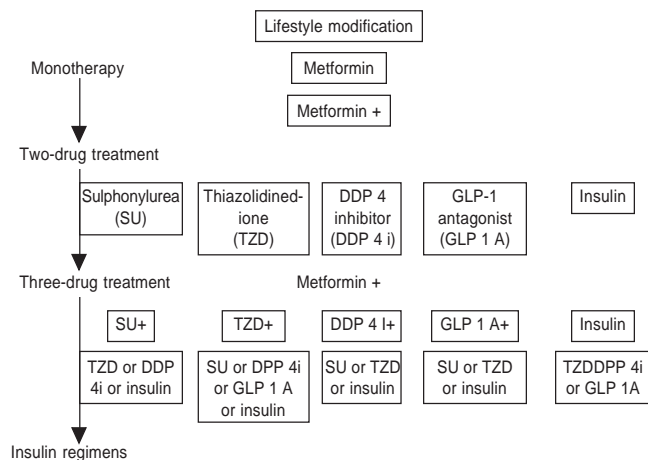 Lifestyle modification
Monotherapy
Metformin
Metformin +
Two-drug treatment
Sulphonylurea
(SU)
Thiazolidined-
ione
(TZD)
DDP 4
inhibitor
(DDP 4 i)
GLP-1
antagonist
(GLP 1 A)
Insulin
Three-drug treatment
Metformin +
SU+
TZD+
DDP 4 I+
GLP 1 A+
Insulin
TZD or DDP
4i or insulin
SU or DPP 4i
or GLP 1 A
or insulin
SU or TZD
or insulin
SU or TZD
or insulin
TZDDPP 4i
or GLP 1A
Insulin regimens